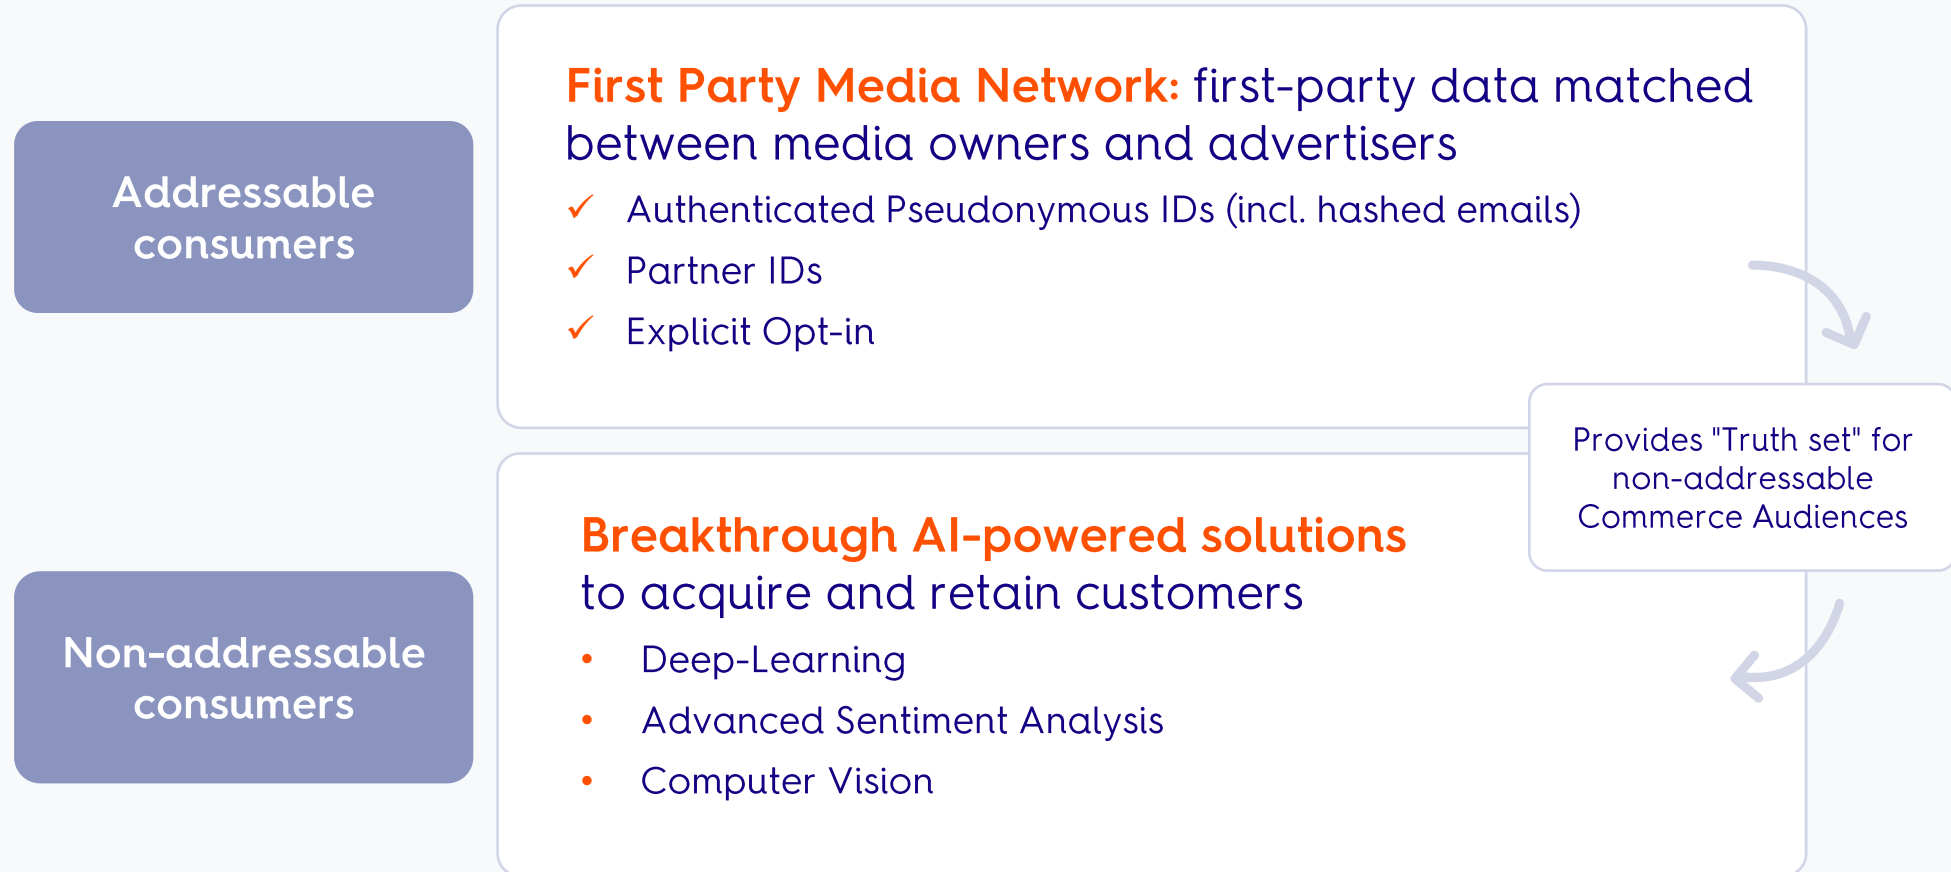 Addressable
consumers
First Party Media Network: first-party data matched
between media owners and advertisers
✓ Authenticated Pseudonymous IDs (incl. hashed emails)
✓ Partner IDs
✓ Explicit Opt-in
Provides "Truth set" for
non-addressable
Commerce Audiences
Non-addressable
consumers
Breakthrough AI-powered solutions
to acquire and retain customers
• Deep-Learning
• Advanced Sentiment Analysis
• Computer Vision